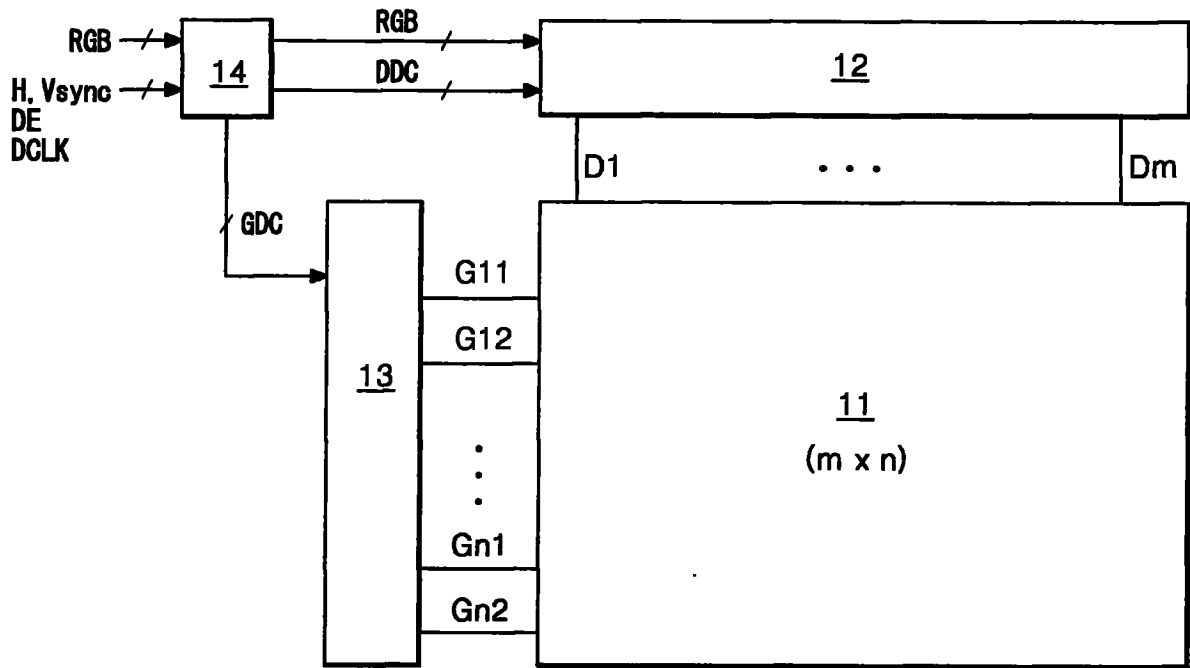 RGB
H, Vsync
DE
DCLK
14
RGB
DDC
12
D1
. . .
Dm
GDC
13
G11
G12
Gn1
Gn2
11
(m x n)